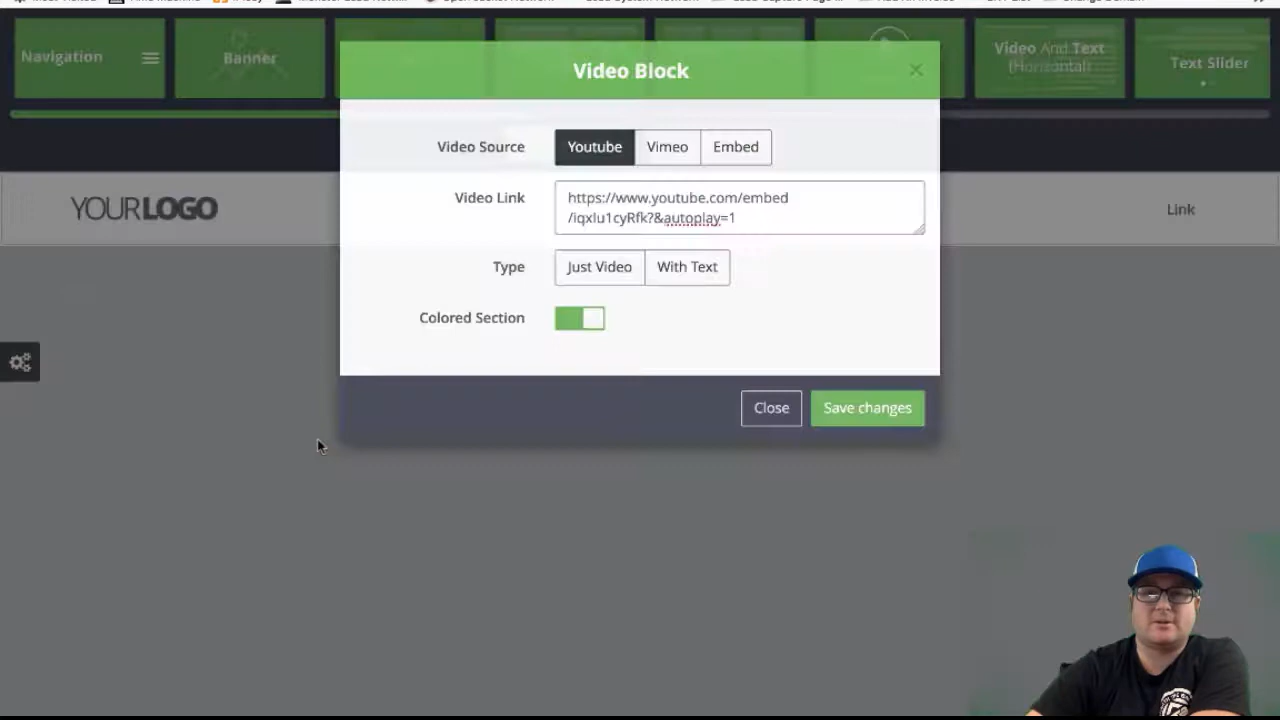 Navigation
Banner
Video And Text
(Horizontal)
Text Slider
Video Block
Video Source
Youtube
Vimeo
Embed
Video Link
https://www.youtube.com/embed
/iqxIu1cyRfk?&autoplay=1
Type
Just Video
With Text
Colored Section
Close
Save changes
YOURLOGO
Link